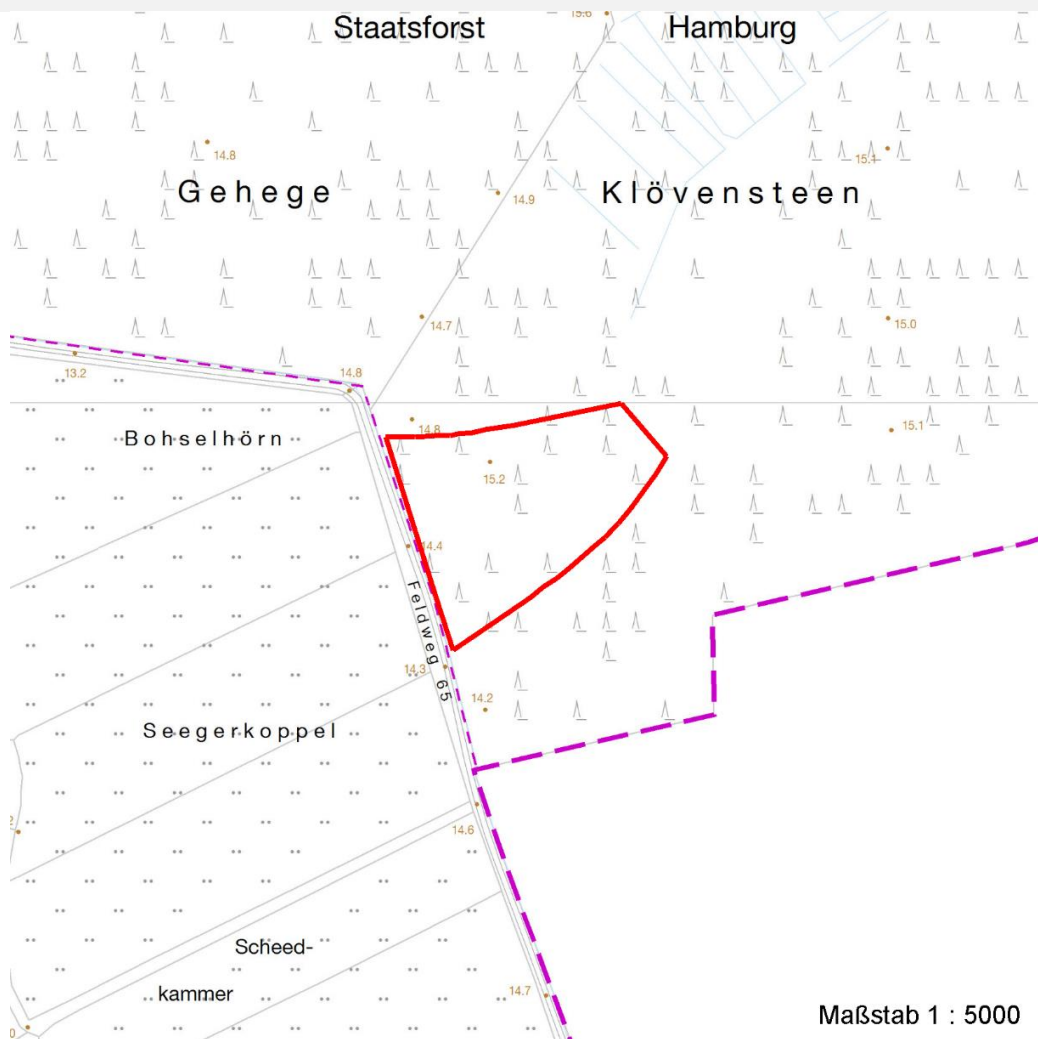 Staatsforst Hamburg
15.6
14.8
15.1
Gehege Klövensteen
14.9
14.7
15.0
13.2
14.8
14.8
15.1
Bohselhörn
15.2
14.4
Feldweg 65
14.3
14.2
Seegerkoppel
14.6
Scheed-
kammer
14.7
Maßstab 1 : 5000